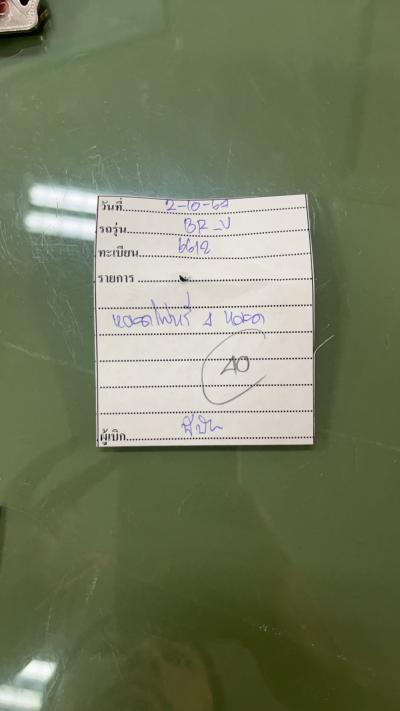 วันที่ 2-10-67
รถรุ่น BR-V
ทะเบียน 6612
รายการ
หลอดไฟหรี่ 4 หลอด
40
ผู้เบิก